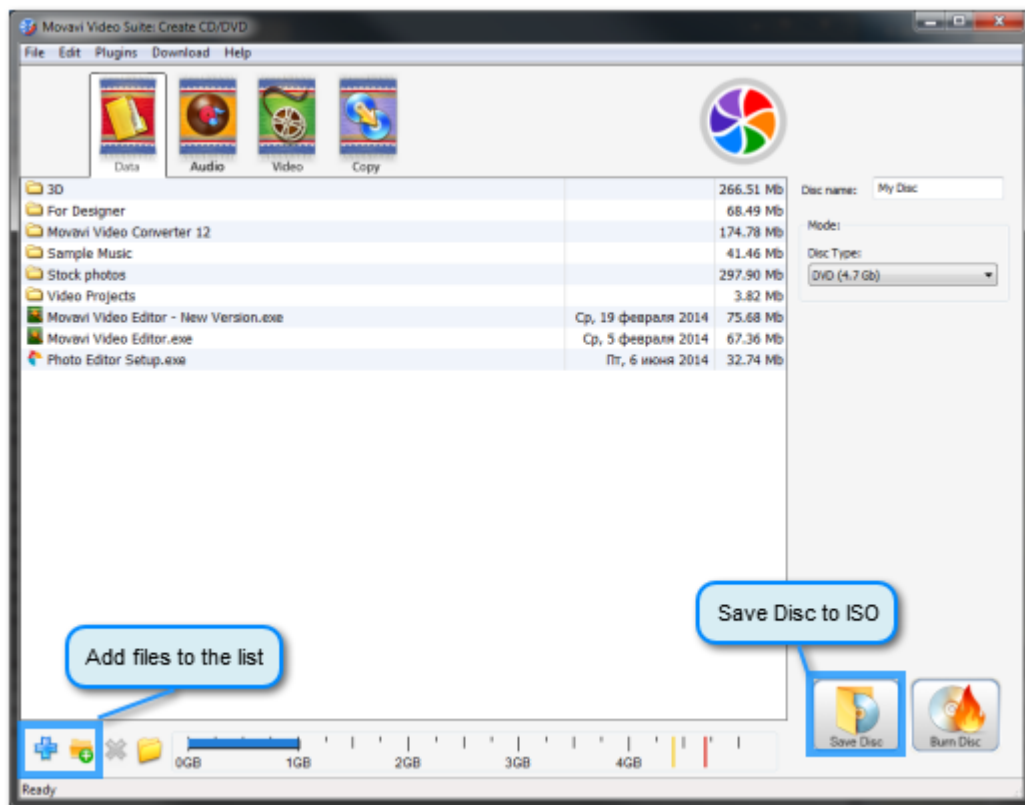 Movavi Video Suite: Create CD/DVD
File Edit Plugins Download Help
Data Audio Video Copy
3D 266.51 Mb
For Designer 68.49 Mb
Movavi Video Converter 12 174.78 Mb
Sample Music 41.46 Mb
Stock photos 297.90 Mb
Video Projects 3.82 Mb
Movavi Video Editor - New Version.exe Ср, 19 февраля 2014 75.68 Mb
Movavi Video Editor.exe Ср, 5 февраля 2014 67.36 Mb
Photo Editor Setup.exe Пт, 6 июня 2014 32.74 Mb
Disc name: My Disc
Mode:
Disc Type:
DVD (4.7 Gb)
Save Disc to ISO
Add files to the list
Save Disc Burn Disc
0GB 1GB 2GB 3GB 4GB
Ready